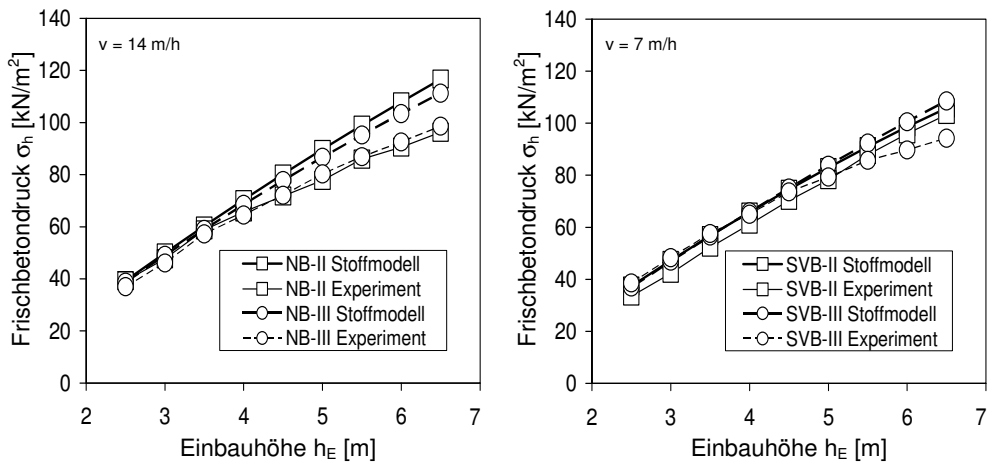 v = 14 m/h
Frischbetondruck σh [kN/m²]
140
120
100
80
60
40
20
0
NB-II Stoffmodell
NB-II Experiment
NB-III Stoffmodell
NB-III Experiment
2 3 4 5 6 7
Einbauhöhe hE [m]
v = 7 m/h
Frischbetondruck σh [kN/m²]
140
120
100
80
60
40
20
0
SVB-II Stoffmodell
SVB-II Experiment
SVB-III Stoffmodell
SVB-III Experiment
2 3 4 5 6 7
Einbauhöhe hE [m]